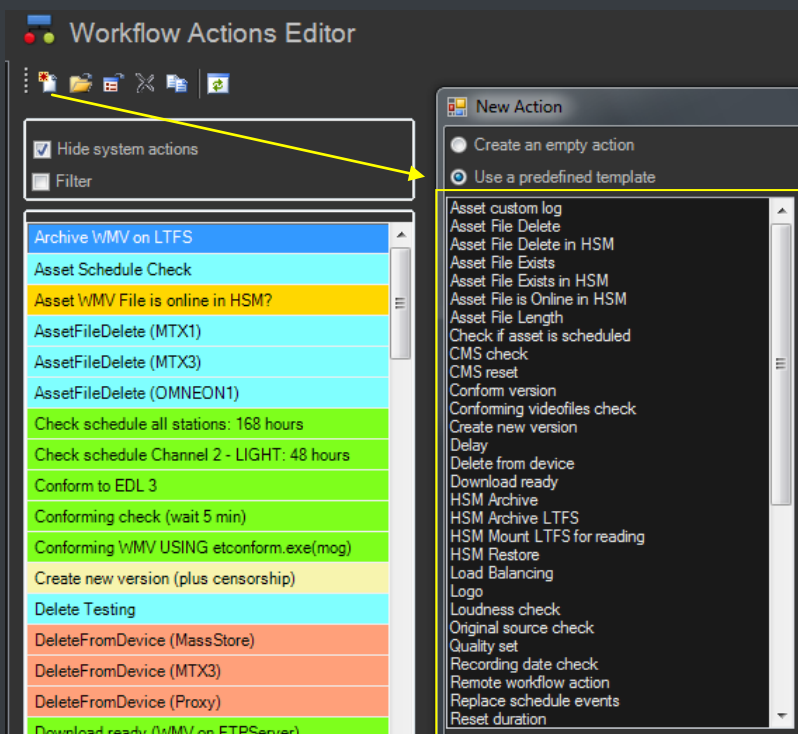 Workflow Actions Editor
Hide system actions
Filter
Archive WMV on LTFS
Asset Schedule Check
Asset WMV File is online in HSM?
AssetFileDelete (MTX1)
AssetFileDelete (MTX3)
AssetFileDelete (OMNEON1)
Check schedule all stations: 168 hours
Check schedule Channel 2 - LIGHT: 48 hours
Conform to EDL 3
Conforming check (wait 5 min)
Conforming WMV USING etconform.exe(mog)
Create new version (plus censorship)
Delete Testing
DeleteFromDevice (MassStore)
DeleteFromDevice (MTX3)
DeleteFromDevice (Proxy)
Download ready (WMV on FTPServer)
New Action
Create an empty action
Use a predefined template
Asset custom log
Asset File Delete
Asset File Delete in HSM
Asset File Exists
Asset File Exists in HSM
Asset File is Online in HSM
Asset File Length
Check if asset is scheduled
CMS check
CMS reset
Conform version
Conforming videofiles check
Create new version
Delay
Delete from device
Download ready
HSM Archive
HSM Archive LTFS
HSM Mount LTFS for reading
HSM Restore
Load Balancing
Logo
Loudness check
Original source check
Quality set
Recording date check
Remote workflow action
Replace schedule events
Reset duration